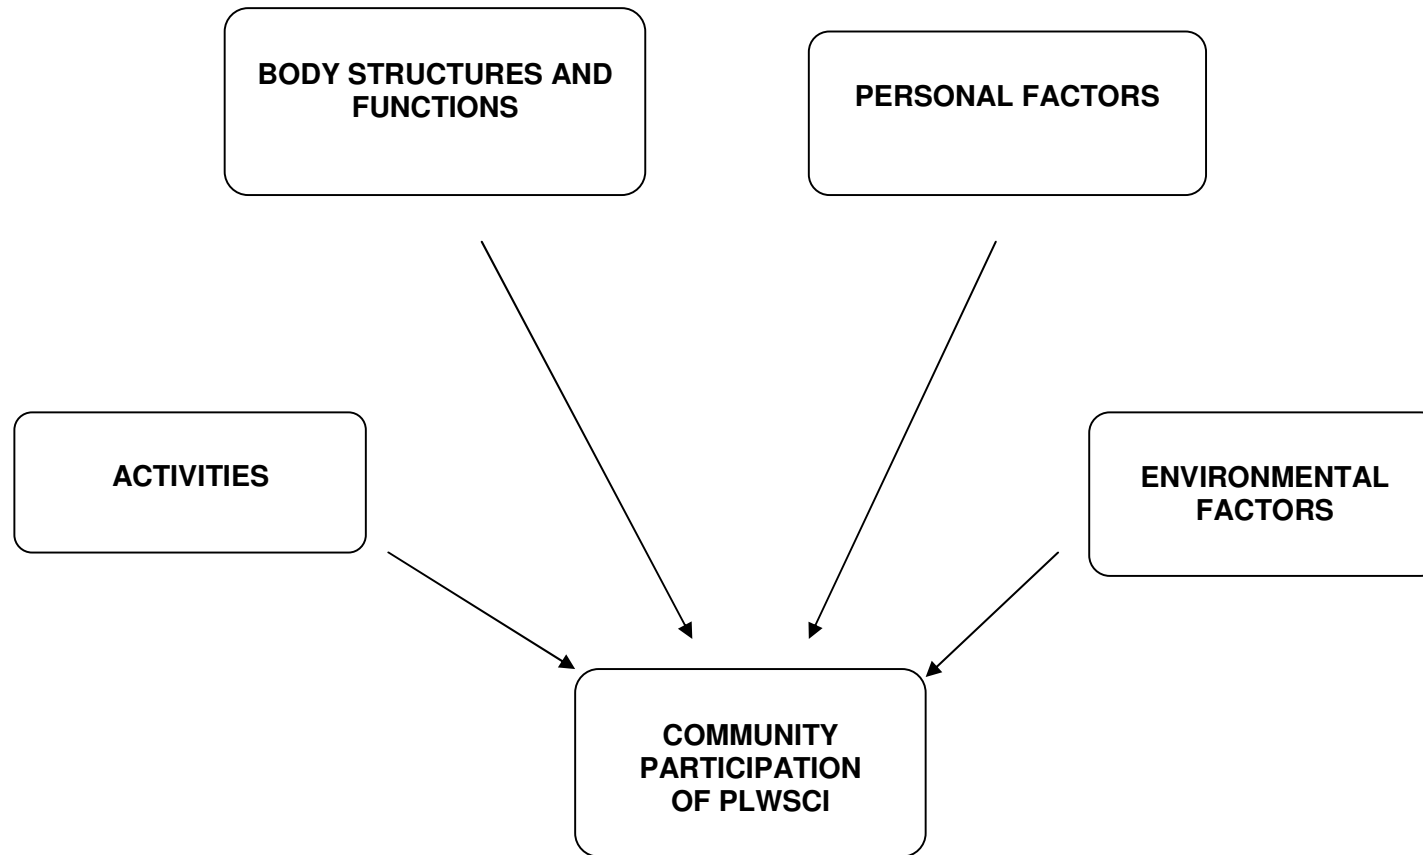 BODY STRUCTURES AND
FUNCTIONS
PERSONAL FACTORS
ACTIVITIES
ENVIRONMENTAL
FACTORS
COMMUNITY
PARTICIPATION
OF PLWSCI